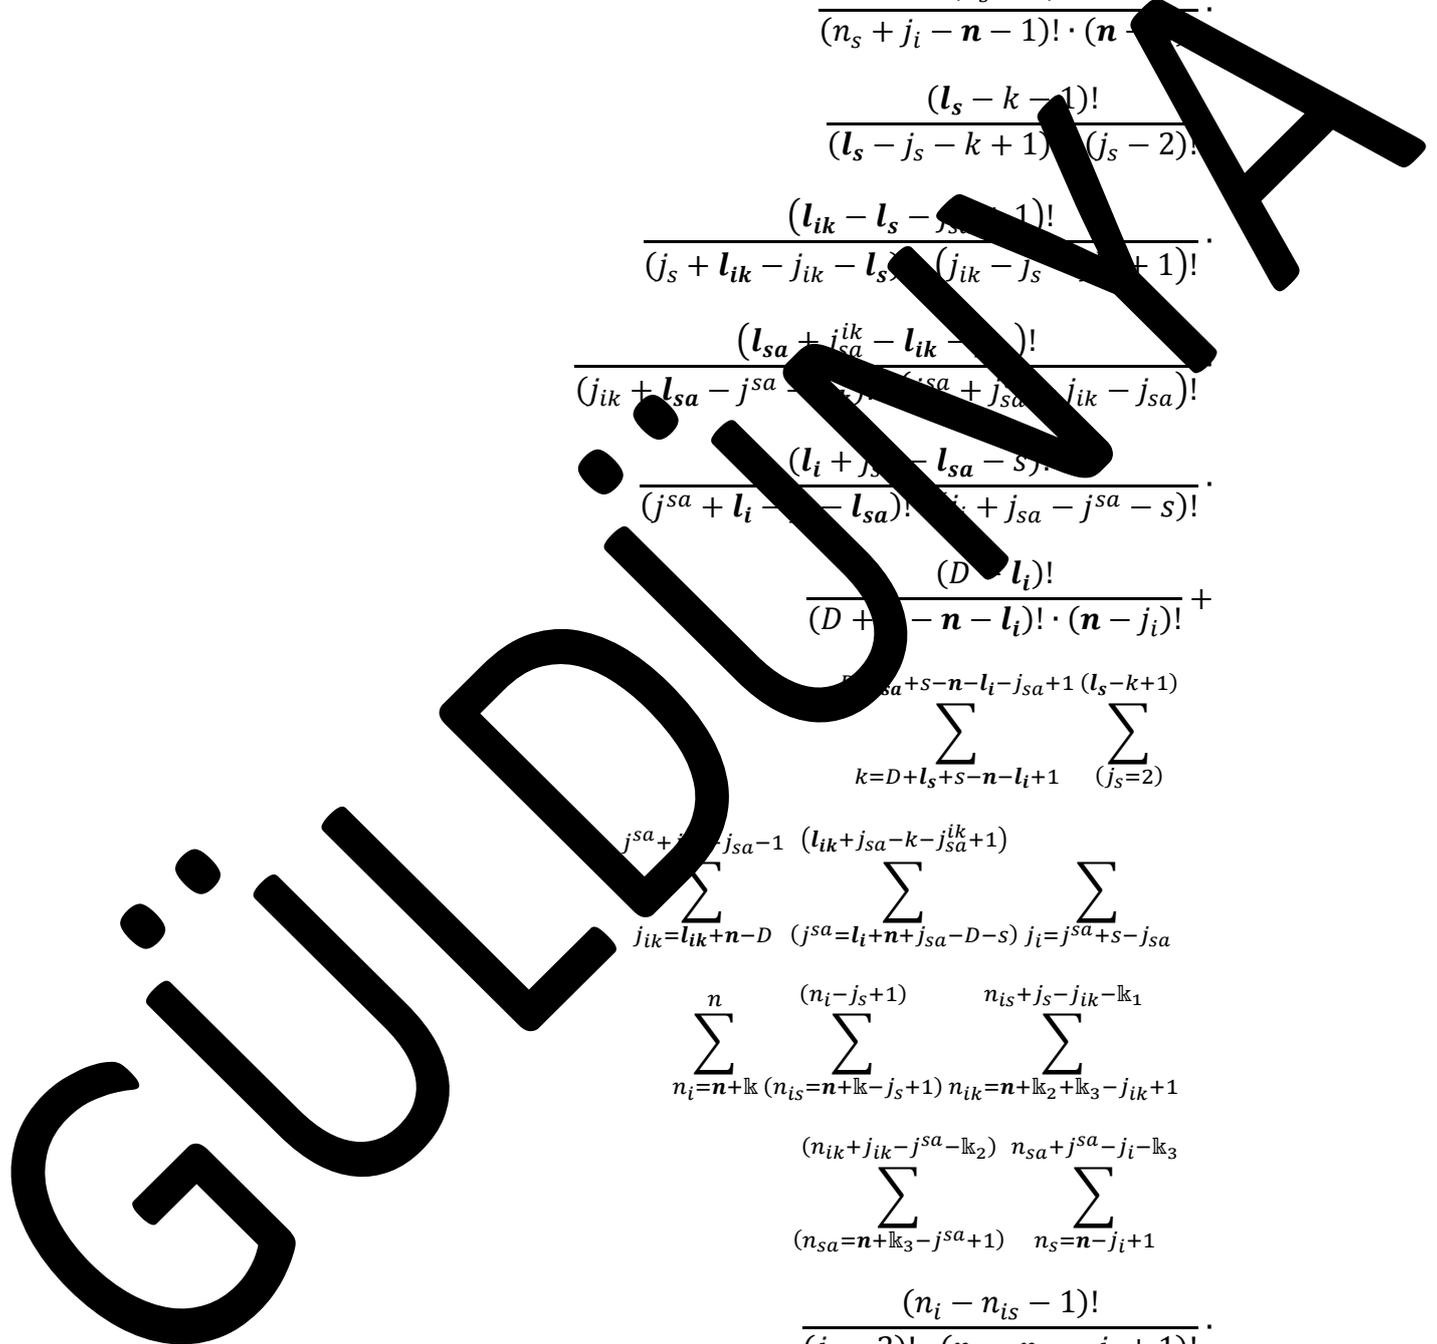 (n_s + j_i − n − 1)! · (n −
(l_s − k − 1)!
(l_s − j_s − k + 1) (j_s − 2)!
(l_ik − l_s − 1)! ·
(j_s + l_ik − j_ik − l_s) (j_ik − j_s + 1)!
(l_sa + j_sa^ik − l_ik − )!
(j_ik + l_sa − j^sa (j^sa + j_ik − j_sa)!
(l_i + − l_sa − s)! ·
(j^sa + l_i − − l_sa)! + j_sa − j^sa − s)!
(D l_i)! +
(D + − n − l_i)! · (n − j_i)!
sa+s−n−l_i−j_sa+1 (l_s−k+1)
∑ ∑
k=D+l_s+s−n−l_i+1 (j_s=2)
j^sa+ j_sa−1 (l_ik+j_sa−k−j_sa^ik+1)
∑ ∑ ∑
j_ik=l_ik+n−D (j^sa=l_i+n+j_sa−D−s) j_i=j^sa+s−j_sa
n (n_i−j_s+1) n_is+j_s−j_ik−𝕜_1
∑ ∑ ∑
n_i=n+𝕜 (n_is=n+𝕜−j_s+1) n_ik=n+𝕜_2+𝕜_3−j_ik+1
(n_ik+j_ik−j^sa−𝕜_2) n_sa+j^sa−j_i−𝕜_3
∑ ∑
(n_sa=n+𝕜_3−j^sa+1) n_s=n−j_i+1
(n_i − n_is − 1)! ·
GÜLDÜNYA